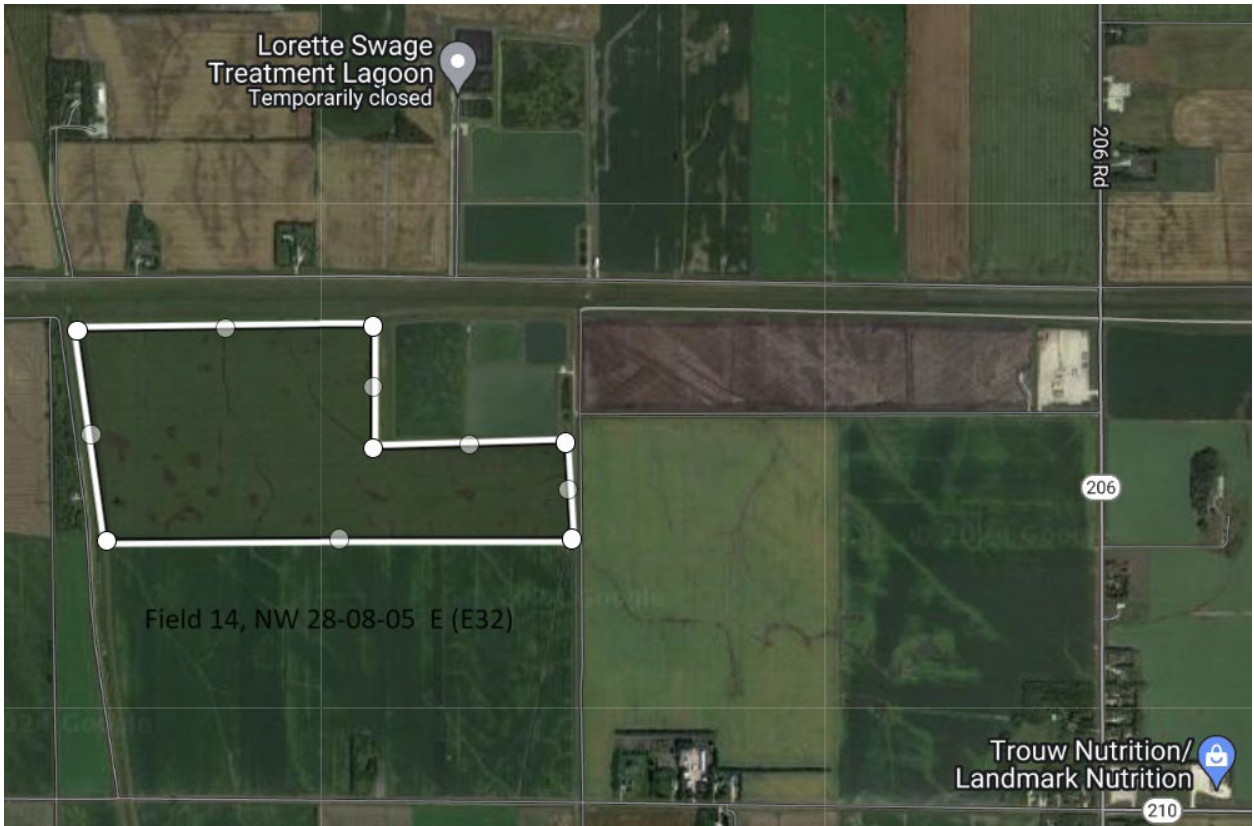 Lorette Swage
Treatment Lagoon
Temporarily closed
206 Rd
206
Field 14, NW 28-08-05 E (E32)
Trouw Nutrition/
Landmark Nutrition
210